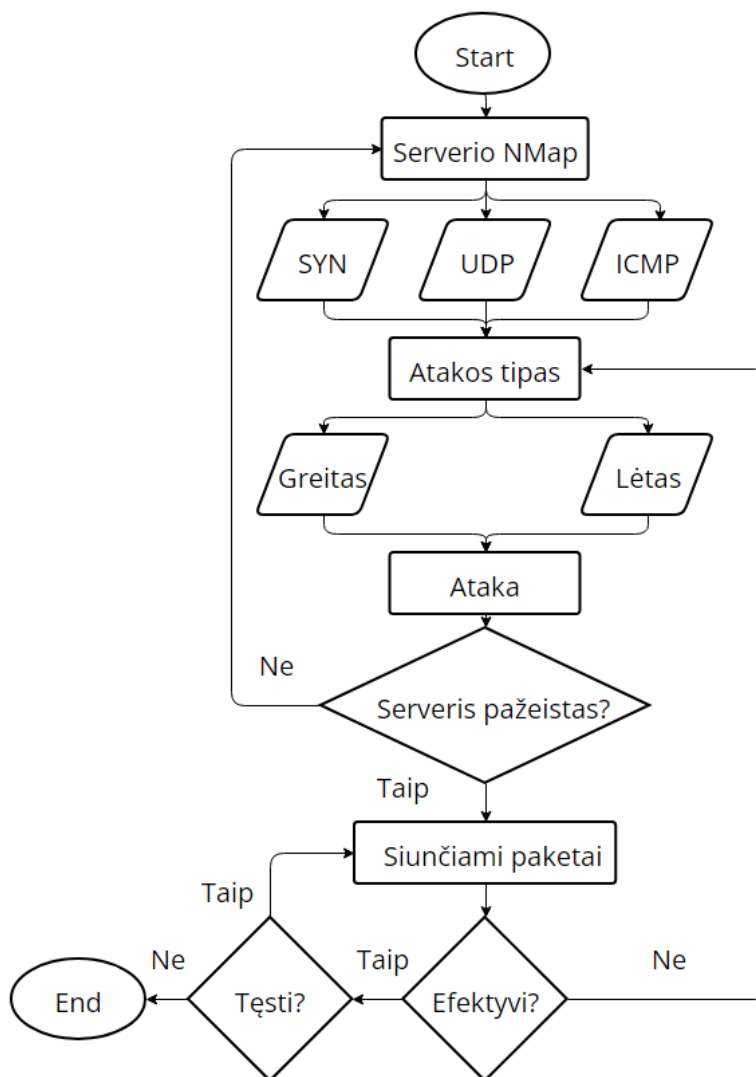 Start
Serverio NMap
SYN
UDP
ICMP
Atakos tipas
Greitas
Lėtas
Ataka
Ne
Serveris pažeistas?
Taip
Siunčiami paketai
Taip
Ne
Taip
Ne
End
Tęsti?
Efektyvi?